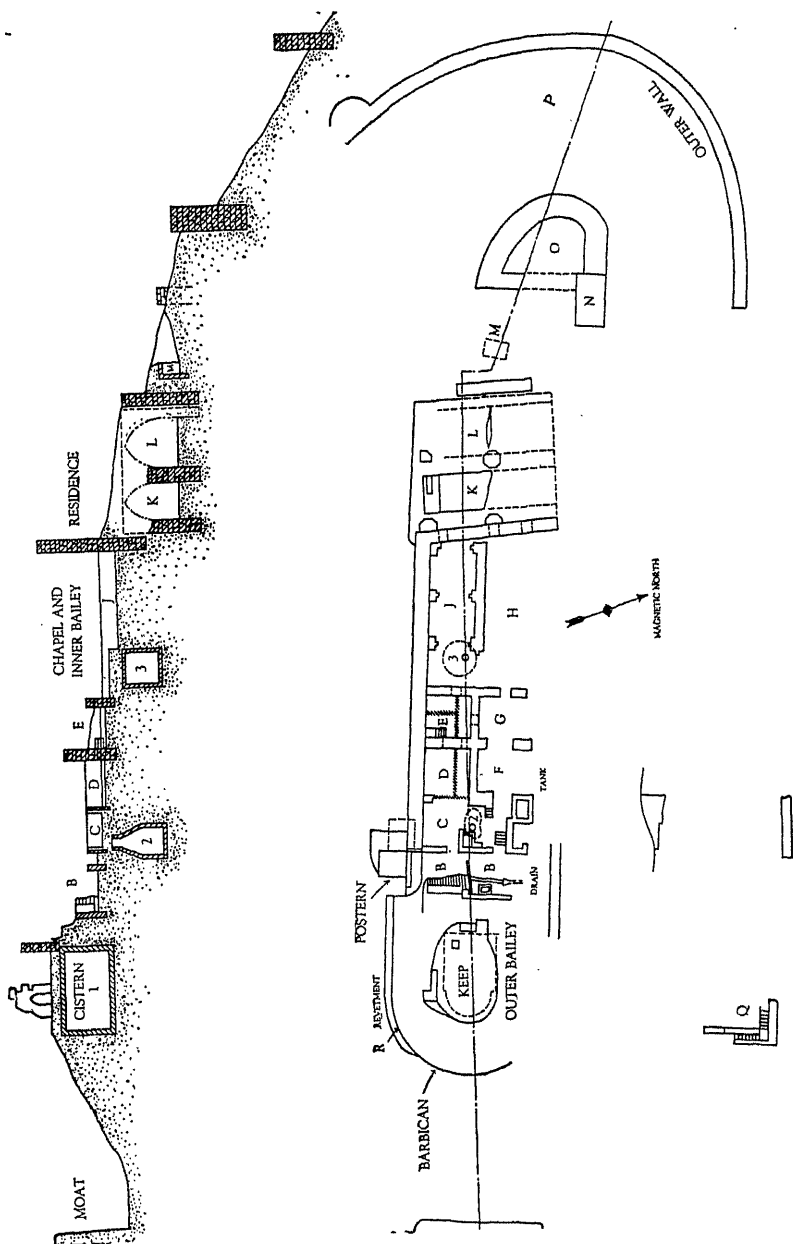 MOAT
CISTERN
1
B
C
2
D
E
CHAPEL AND
INNER BAILEY
3
J
RESIDENCE
K
L
M
BARBICAN
R
REVETMENT
POSTERN
KEEP
OUTER BAILEY
B
B
DRAIN
C
2
TANK
D
E
F
G
3
J
H
K
L
M
N
O
P
OUTER WALL
MAGNETIC NORTH
Q